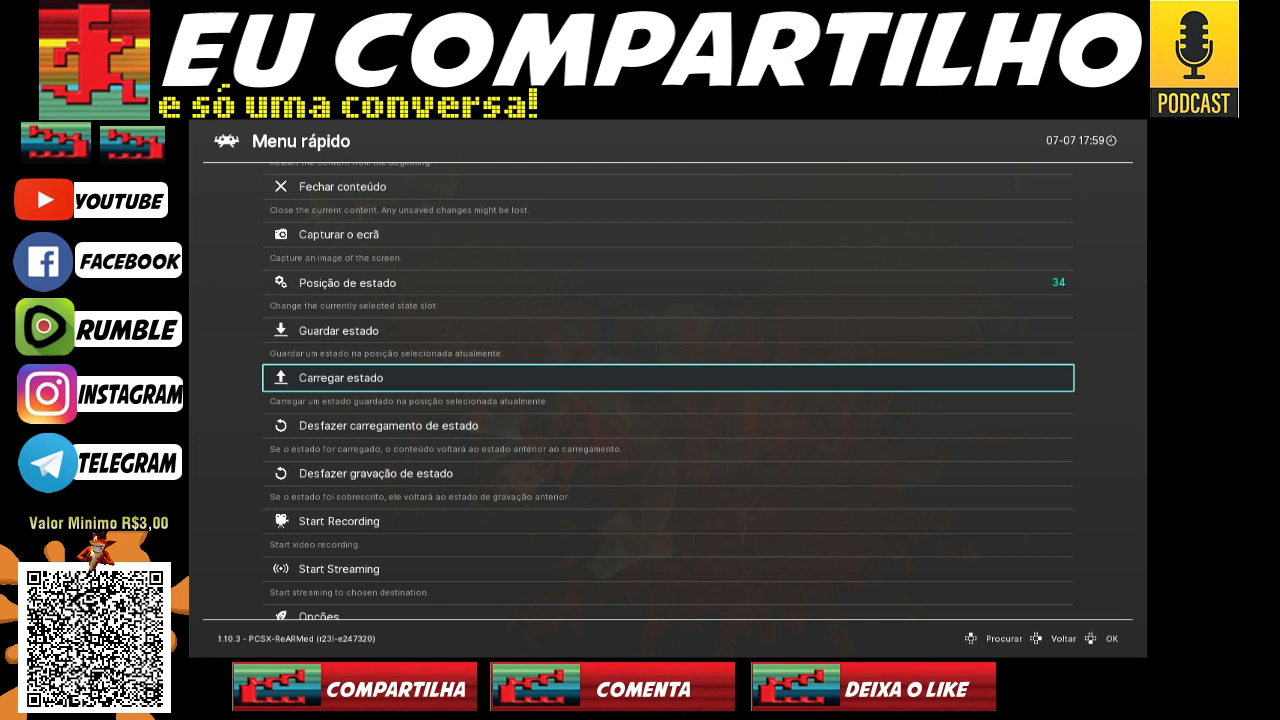 EU COMPARTILHO
e só uma conversa!
PODCAST
Menu rápido
07-07 17:59
Restart the content from the beginning.
Fechar conteúdo
Close the current content. Any unsaved changes might be lost.
Capturar o ecrã
Capture an image of the screen.
Posição de estado
34
Change the currently selected state slot.
Guardar estado
Guardar um estado na posição selecionada atualmente.
Carregar estado
Carregar um estado guardado na posição selecionada atualmente.
Desfazer carregamento de estado
Se o estado for carregado, o conteúdo voltará ao estado anterior ao carregamento.
Desfazer gravação de estado
Se o estado foi sobrescrito, ele voltará ao estado de gravação anterior.
Start Recording
Start video recording.
Start Streaming
Start streaming to chosen destination.
Opções
1.10.3 - PCSX-ReARMed (r23l-e247320)
Procurar
Voltar
OK
YOUTUBE
FACEBOOK
RUMBLE
INSTAGRAM
TELEGRAM
Valor Minimo R$3,00
COMPARTILHA
COMENTA
DEIXA O LIKE